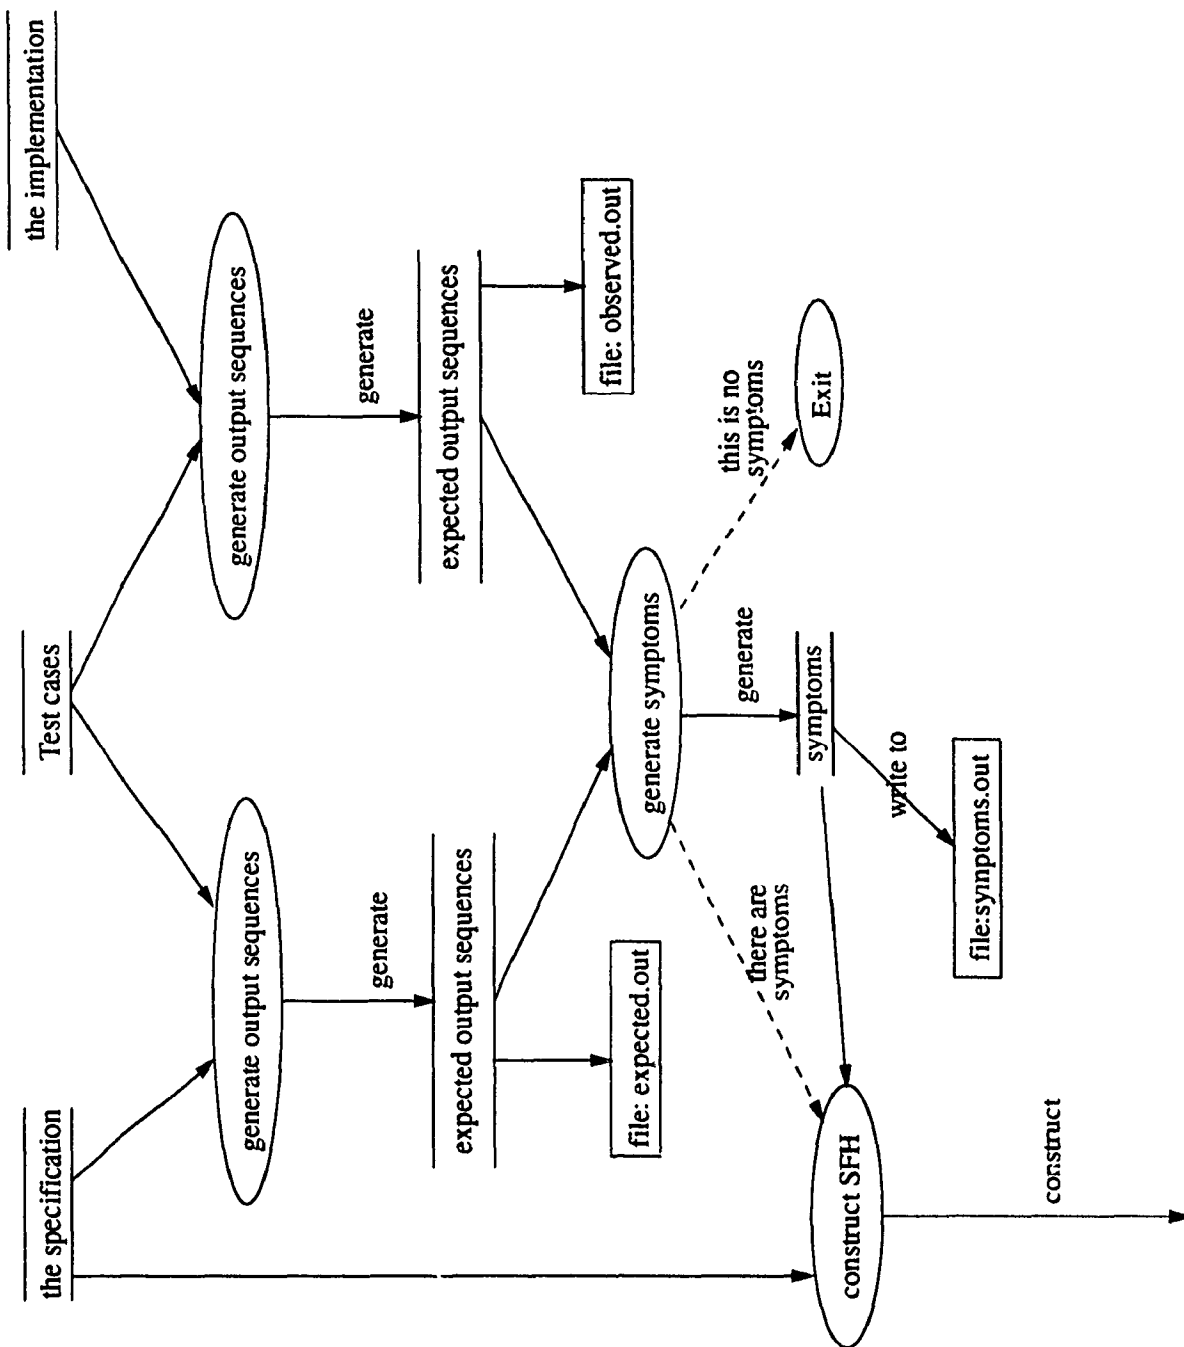 the specification
Test cases
the implementation
generate output sequences
generate output sequences
generate
generate
expected output sequences
expected output sequences
file: expected.out
file: observed.out
generate symptoms
there are
symptoms
generate
this is no
symptoms
construct SFH
symptoms
Exit
write to
file:symptoms.out
construct